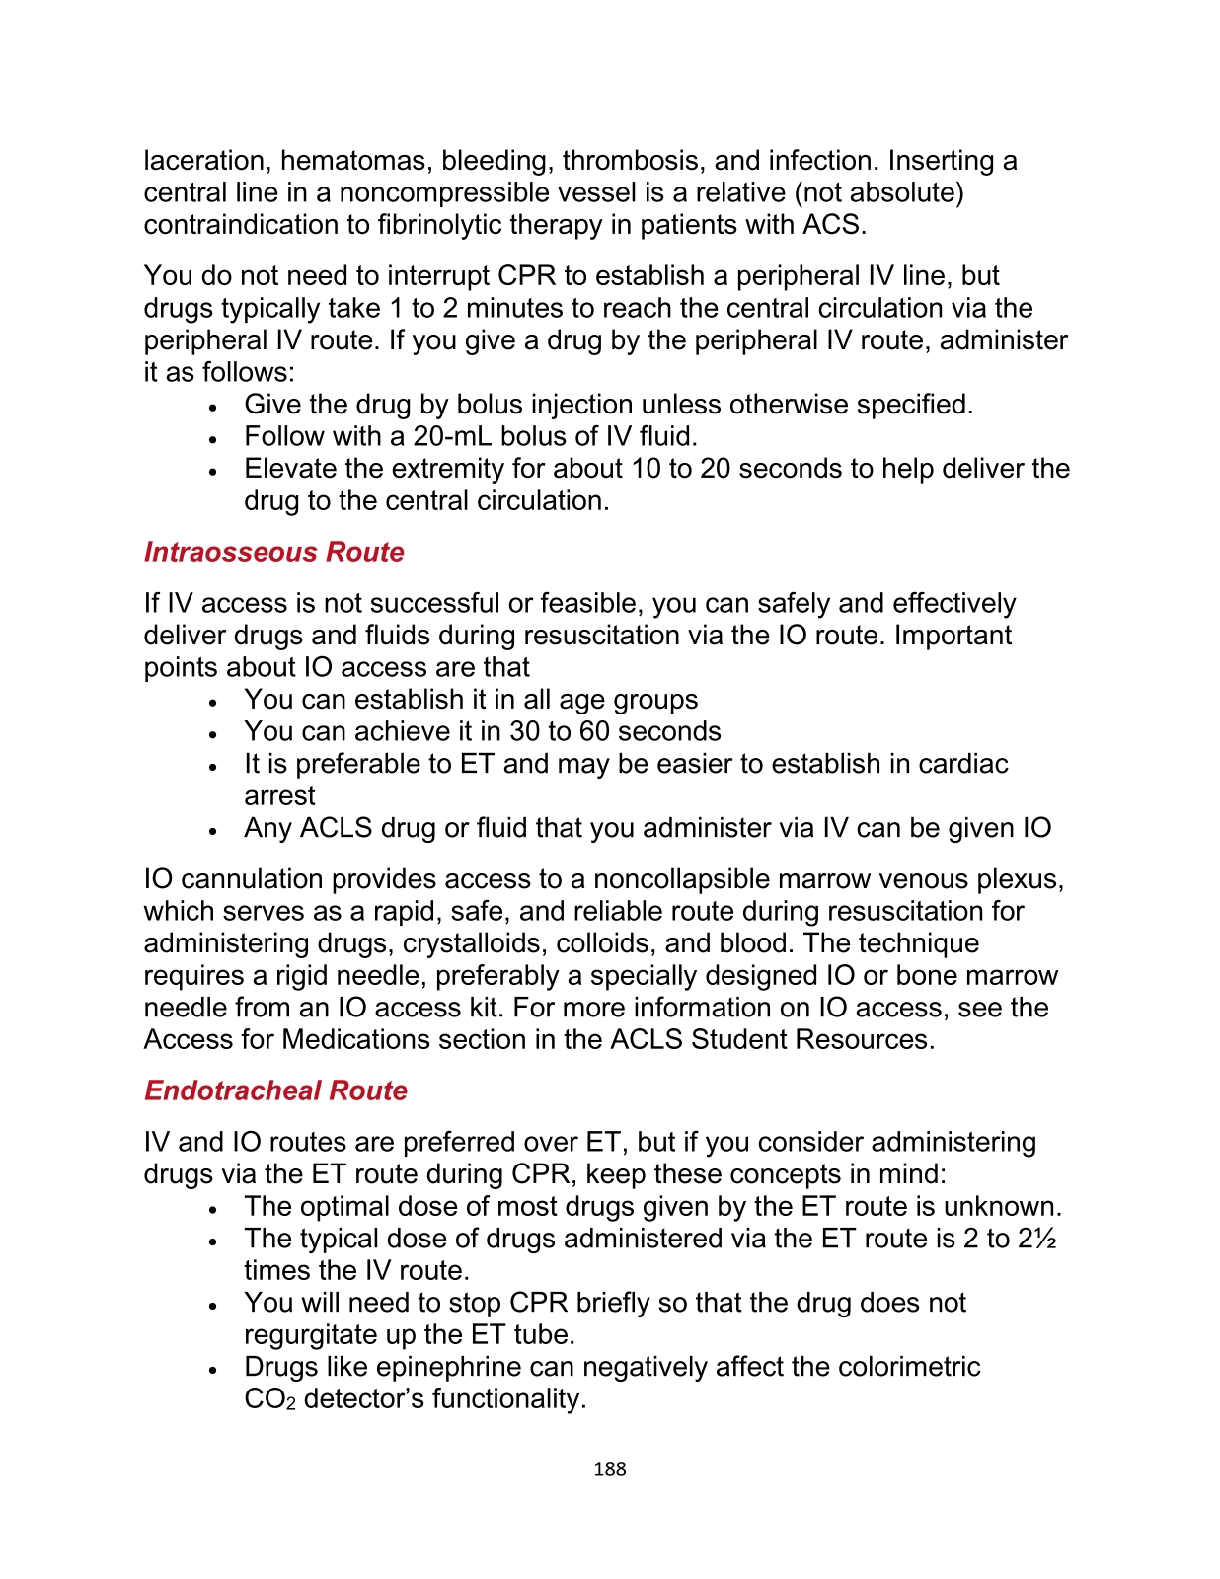 laceration, hematomas, bleeding, thrombosis, and infection. Inserting a
central line in a noncompressible vessel is a relative (not absolute)
contraindication to fibrinolytic therapy in patients with ACS.
You do not need to interrupt CPR to establish a peripheral IV line, but
drugs typically take 1 to 2 minutes to reach the central circulation via the
peripheral IV route. If you give a drug by the peripheral IV route, administer
it as follows:
• Give the drug by bolus injection unless otherwise specified.
• Follow with a 20-mL bolus of IV fluid.
• Elevate the extremity for about 10 to 20 seconds to help deliver the
drug to the central circulation.
Intraosseous Route
If IV access is not successful or feasible, you can safely and effectively
deliver drugs and fluids during resuscitation via the IO route. Important
points about IO access are that
• You can establish it in all age groups
• You can achieve it in 30 to 60 seconds
• It is preferable to ET and may be easier to establish in cardiac
arrest
• Any ACLS drug or fluid that you administer via IV can be given IO
IO cannulation provides access to a noncollapsible marrow venous plexus,
which serves as a rapid, safe, and reliable route during resuscitation for
administering drugs, crystalloids, colloids, and blood. The technique
requires a rigid needle, preferably a specially designed IO or bone marrow
needle from an IO access kit. For more information on IO access, see the
Access for Medications section in the ACLS Student Resources.
Endotracheal Route
IV and IO routes are preferred over ET, but if you consider administering
drugs via the ET route during CPR, keep these concepts in mind:
• The optimal dose of most drugs given by the ET route is unknown.
• The typical dose of drugs administered via the ET route is 2 to 2½
times the IV route.
• You will need to stop CPR briefly so that the drug does not
regurgitate up the ET tube.
• Drugs like epinephrine can negatively affect the colorimetric
CO₂ detector’s functionality.
188